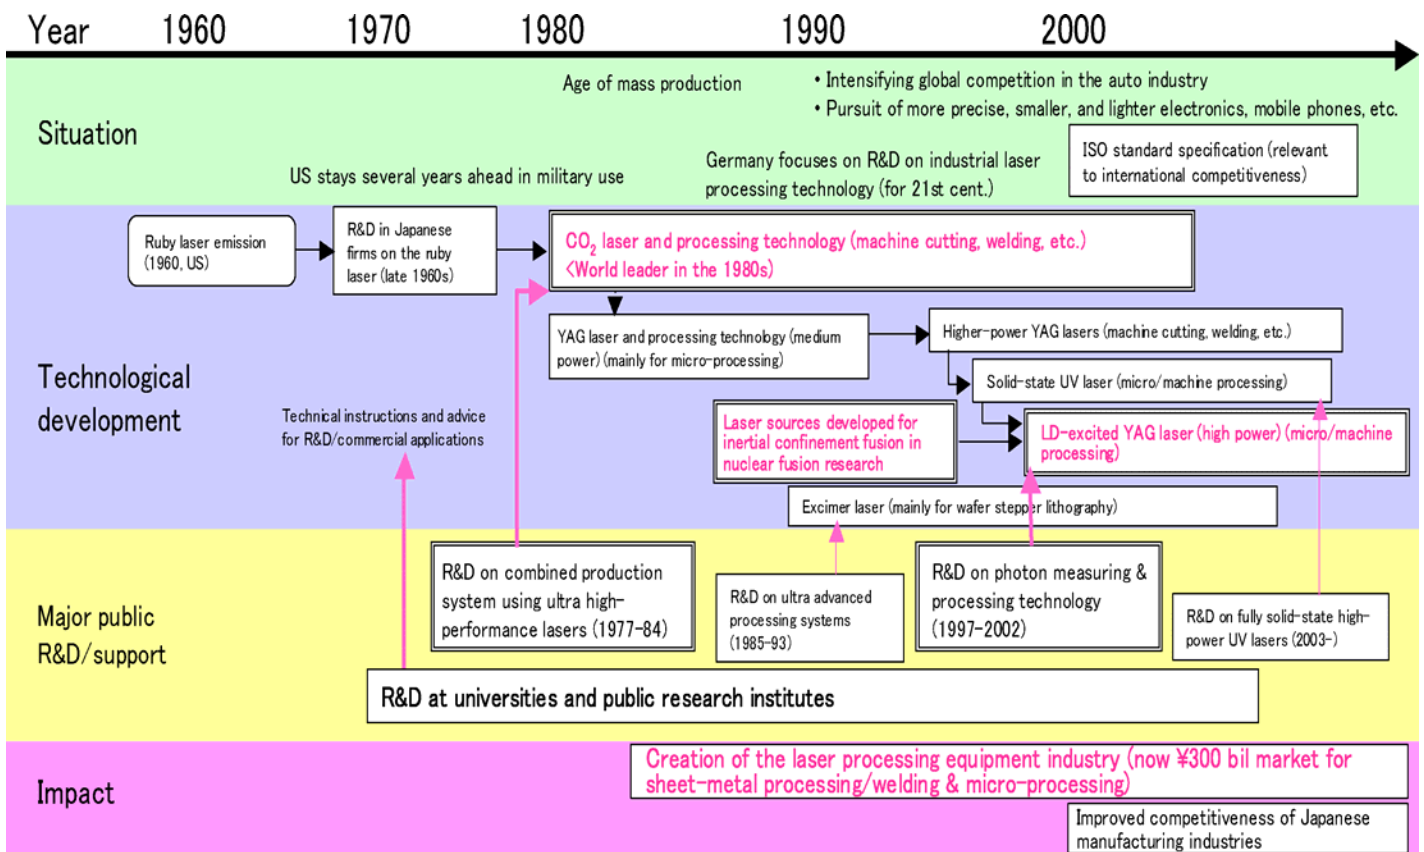 Year 1960 1970 1980 1990 2000
Situation
Age of mass production
• Intensifying global competition in the auto industry
• Pursuit of more precise, smaller, and lighter electronics, mobile phones, etc.
US stays several years ahead in military use
Germany focuses on R&D on industrial laser
processing technology (for 21st cent.)
ISO standard specification (relevant
to international competitiveness)
Technological
development
Ruby laser emission
(1960, US)
R&D in Japanese
firms on the ruby
laser (late 1960s)
CO₂ laser and processing technology (machine cutting, welding, etc.)
<World leader in the 1980s)
YAG laser and processing technology (medium
power) (mainly for micro-processing)
Higher-power YAG lasers (machine cutting, welding, etc.)
Solid-state UV laser (micro/machine processing)
Technical instructions and advice
for R&D/commercial applications
Laser sources developed for
inertial confinement fusion in
nuclear fusion research
LD-excited YAG laser (high power) (micro/machine
processing)
Excimer laser (mainly for wafer stepper lithography)
Major public
R&D/support
R&D on combined production
system using ultra high-
performance lasers (1977-84)
R&D on ultra advanced
processing systems
(1985-93)
R&D on photon measuring &
processing technology
(1997-2002)
R&D on fully solid-state high-
power UV lasers (2003-)
R&D at universities and public research institutes
Impact
Creation of the laser processing equipment industry (now ¥300 bil market for
sheet-metal processing/welding & micro-processing)
Improved competitiveness of Japanese
manufacturing industries